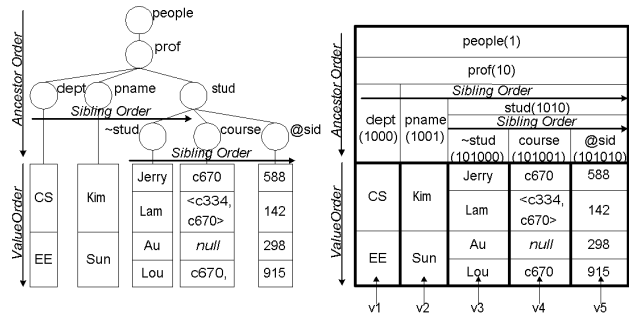 people
prof
dept
pname
stud
Sibling Order
~stud
course
@sid
Sibling Order
Ancestor Order
ValueOrder
CS
Kim
Jerry
c670
588
Lam
<c334,
c670>
142
EE
Sun
Au
null
298
Lou
c670,
915
Ancestor Order
people(1)
prof(10)
Sibling Order
dept
(1000)
pname
(1001)
stud(1010)
Sibling Order
~stud
(101000)
course
(101001)
@sid
(101010)
ValueOrder
CS
Kim
Jerry
c670
588
Lam
<c334,
c670>
142
EE
Sun
Au
null
298
Lou
c670
915
v1
v2
v3
v4
v5